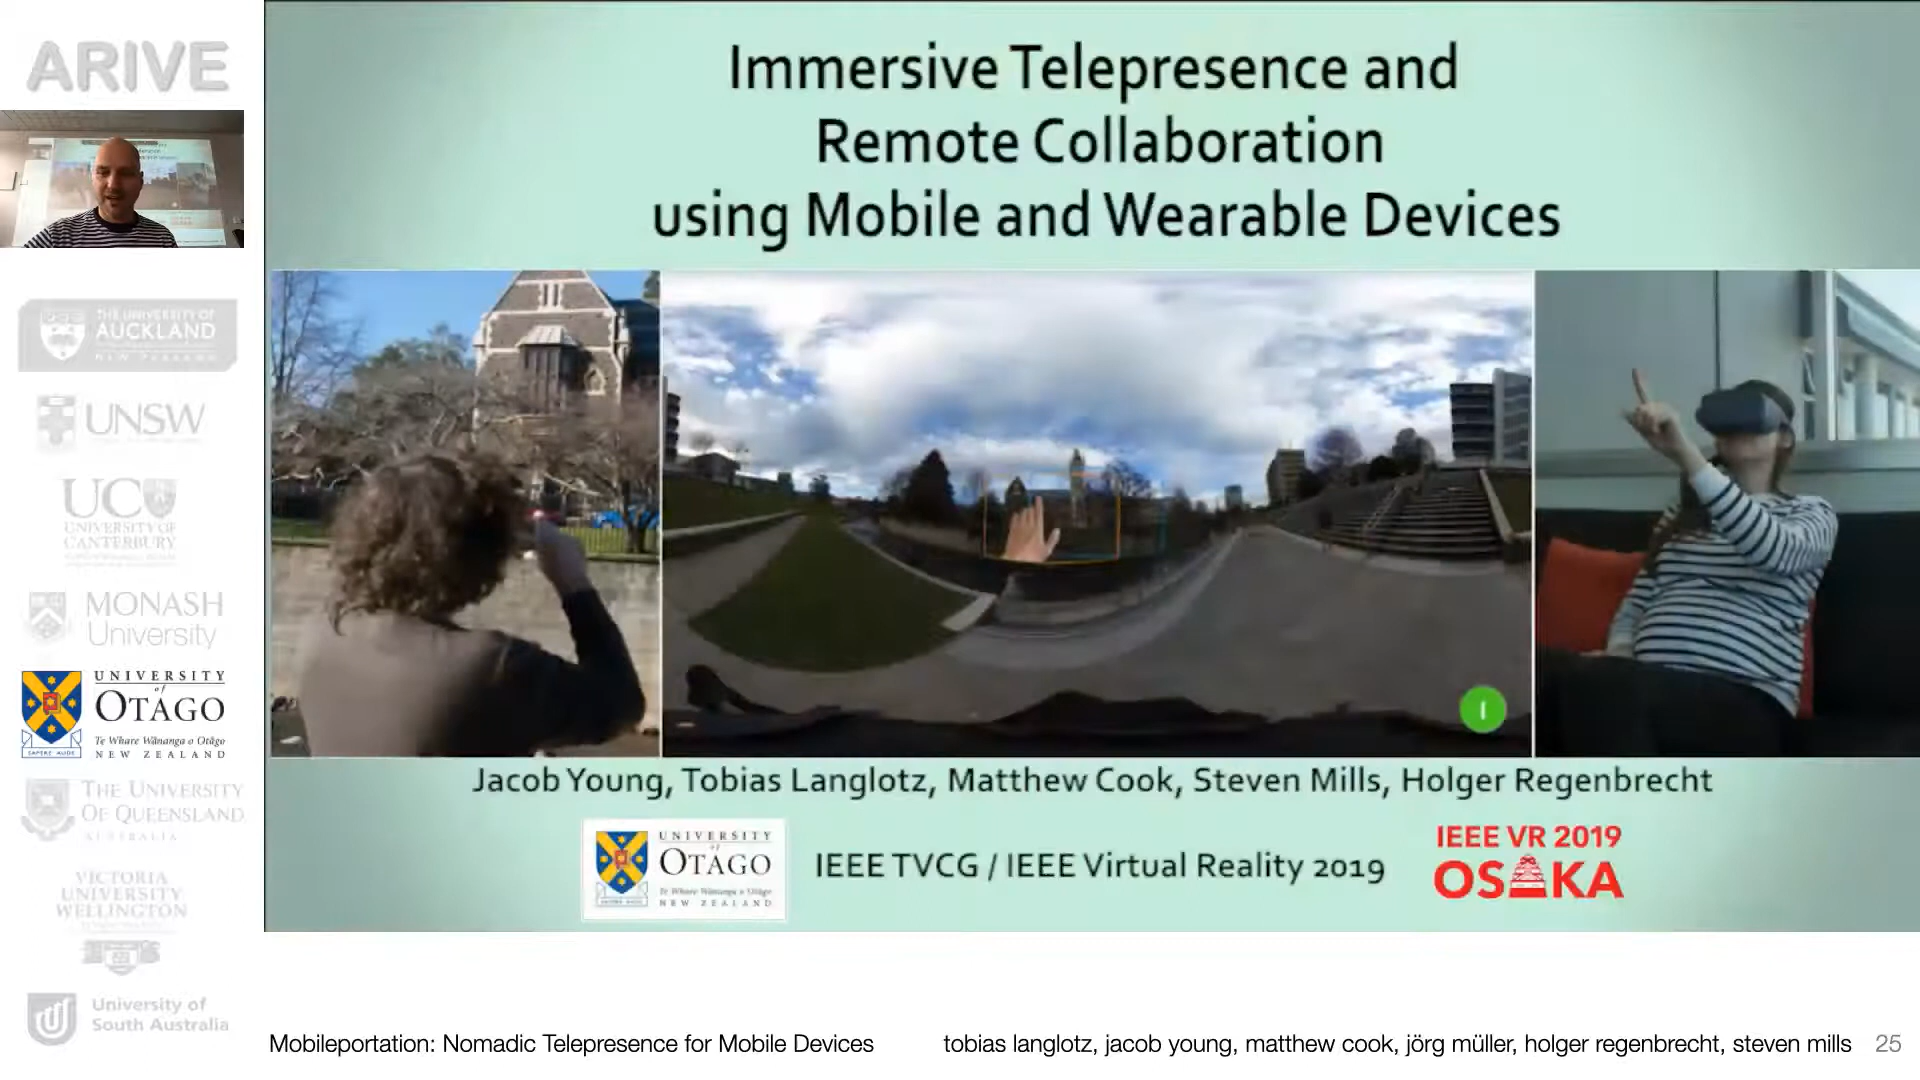 ARIVE
THE UNIVERSITY OF
AUCKLAND
NEW ZEALAND
UNSW
UC
UNIVERSITY OF
CANTERBURY
MONASH
University
UNIVERSITY
of
OTAGO
Te Whare Wānanga o Otāgo
NEW ZEALAND
SAPERE AUDE
THE UNIVERSITY
OF QUEENSLAND
AUSTRALIA
VICTORIA
UNIVERSITY
WELLINGTON
University of
South Australia
Immersive Telepresence and
Remote Collaboration
using Mobile and Wearable Devices
Jacob Young, Tobias Langlotz, Matthew Cook, Steven Mills, Holger Regenbrecht
UNIVERSITY
of
OTAGO
Te Whare Wānanga o Otāgo
NEW ZEALAND
IEEE TVCG / IEEE Virtual Reality 2019
IEEE VR 2019
OSAKA
Mobileportation: Nomadic Telepresence for Mobile Devices
tobias langlotz, jacob young, matthew cook, jörg müller, holger regenbrecht, steven mills
25